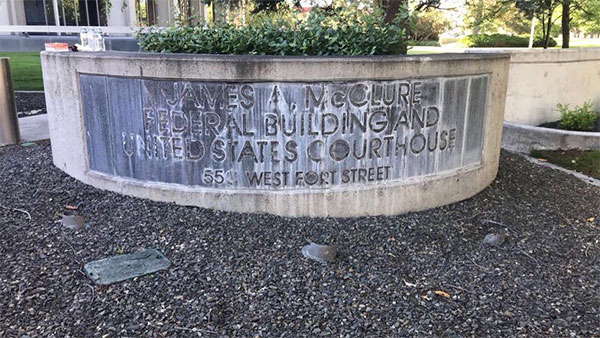 JAMES A. McCLURE
FEDERAL BUILDING AND
UNITED STATES COURTHOUSE
WEST FORT STREET